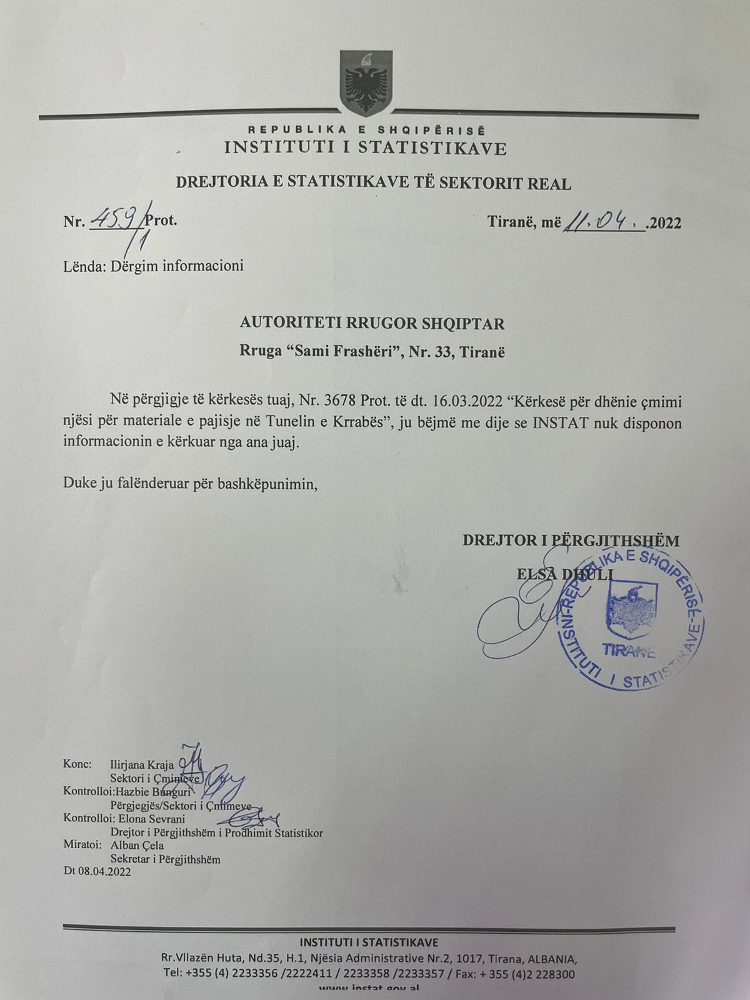 REPUBLIKA E SHQIPËRISË
INSTITUTI I STATISTIKAVE
DREJTORIA E STATISTIKAVE TË SEKTORIT REAL
Nr. 459/1 Prot.
Tiranë, më 11.04. .2022
Lënda: Dërgim informacioni
AUTORITETI RRUGOR SHQIPTAR
Rruga “Sami Frashëri”, Nr. 33, Tiranë
Në përgjigje të kërkesës tuaj, Nr. 3678 Prot. të dt. 16.03.2022 “Kërkesë për dhënie çmimi
njësi për materiale e pajisje në Tunelin e Krrabës”, ju bëjmë me dije se INSTAT nuk disponon
informacionin e kërkuar nga ana juaj.
Duke ju falënderuar për bashkëpunimin,
DREJTOR I PËRGJITHSHËM
ELSA DHULI
REPUBLIKA E SHQIPËRISË-
INSTITUTI I STATISTIKAVE
TIRANE
Konc: Ilirjana Kraja
Sektori i Çmimeve
Kontrolloi:Hazbie Bunguri
Përgjegjës/Sektori i Çmimeve
Kontrolloi: Elona Sevrani
Drejtor i Përgjithshëm i Prodhimit Statistikor
Miratoi: Alban Çela
Sekretar i Përgjithshëm
Dt 08.04.2022
INSTITUTI I STATISTIKAVE
Rr.Vllazën Huta, Nd.35, H.1, Njësia Administrative Nr.2, 1017, Tirana, ALBANIA,
Tel: +355 (4) 2233356 /2222411 / 2233358 /2233357 / Fax: + 355 (4)2 228300
www.instat.gov.al